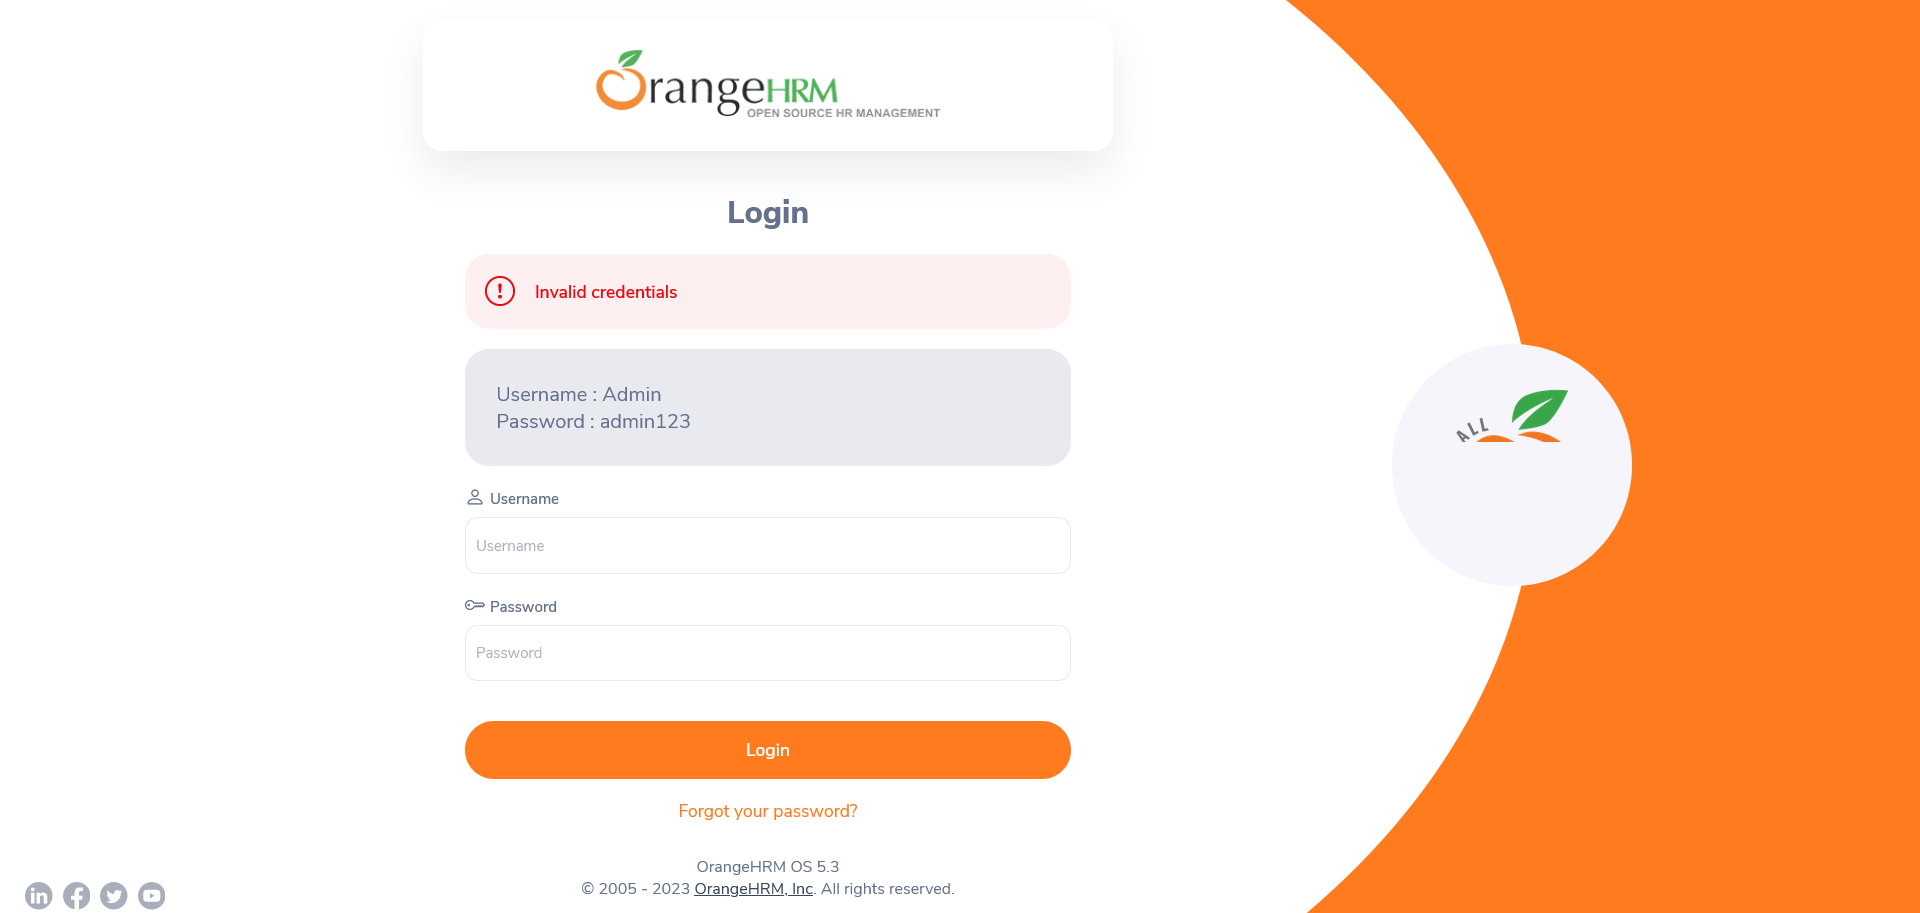 OrangeHRM
OPEN SOURCE HR MANAGEMENT
Login
Invalid credentials
Username : Admin
Password : admin123
Username
Username
Password
Password
Login
Forgot your password?
OrangeHRM OS 5.3
© 2005 - 2023 OrangeHRM, Inc. All rights reserved.
ALL